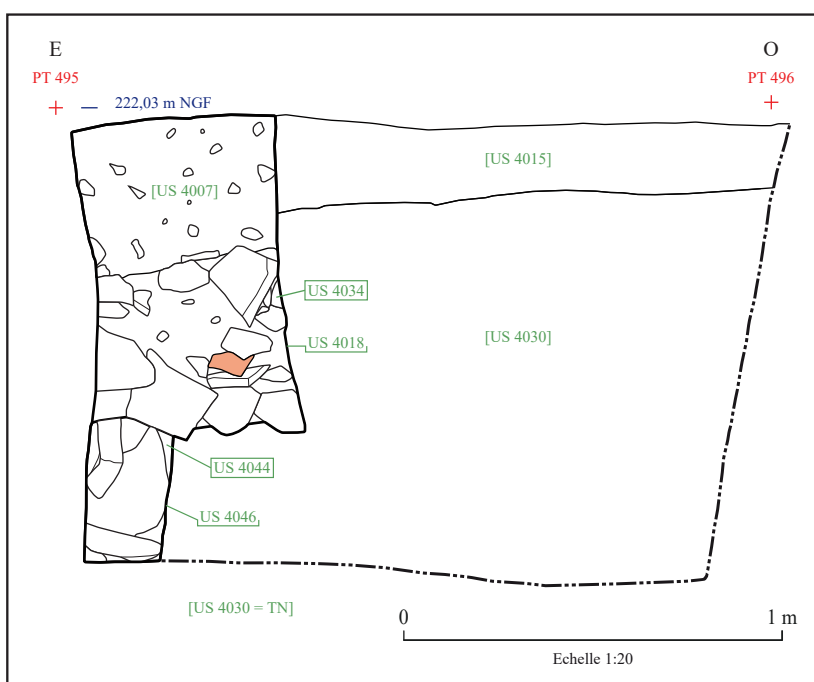 E
O
PT 495
PT 496
222,03 m NGF
[US 4015]
[US 4007]
US 4034
US 4018
[US 4030]
US 4044
US 4046
[US 4030 = TN]
0
1 m
Echelle 1:20